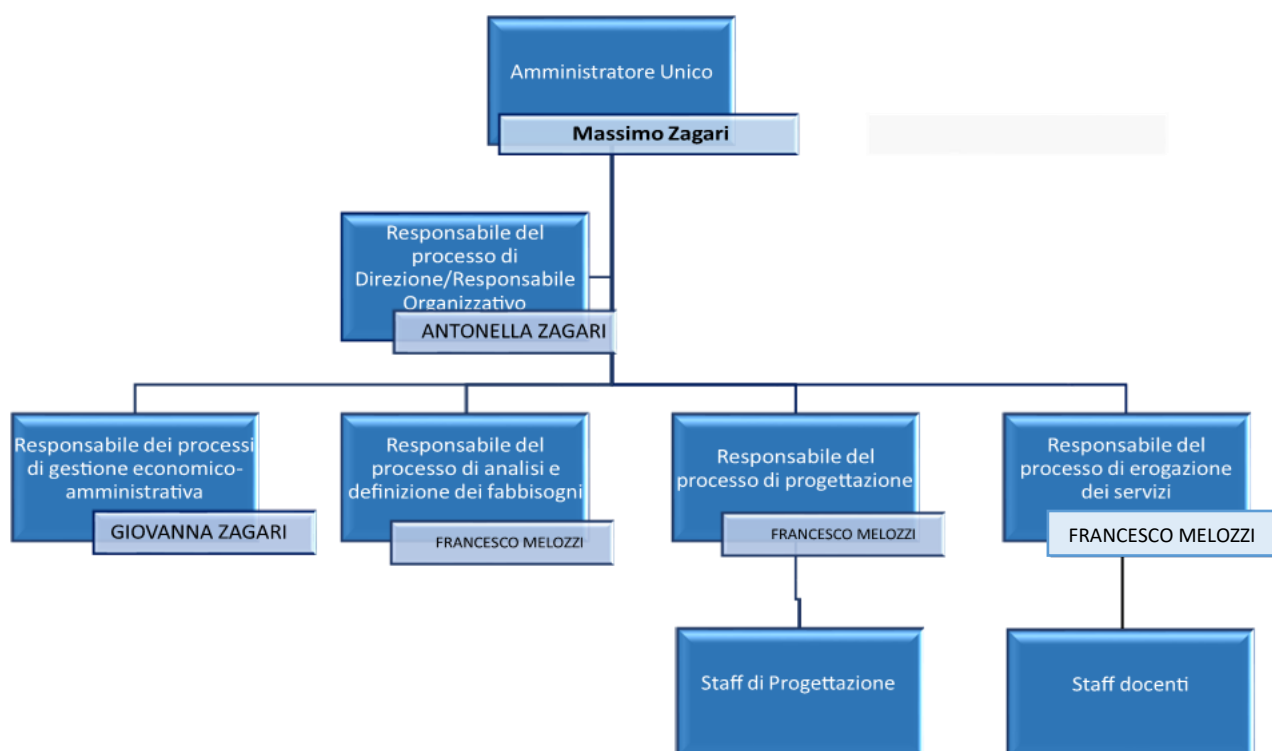 Amministratore Unico
Massimo Zagari
Responsabile del
processo di
Direzione/Responsabile
Organizzativo
ANTONELLA ZAGARI
Responsabile dei processi
di gestione economico-
amministrativa
GIOVANNA ZAGARI
Responsabile del
processo di analisi e
definizione dei fabbisogni
FRANCESCO MELOZZI
Responsabile del
processo di progettazione
FRANCESCO MELOZZI
Responsabile del
processo di erogazione
dei servizi
FRANCESCO MELOZZI
Staff di Progettazione
Staff docenti